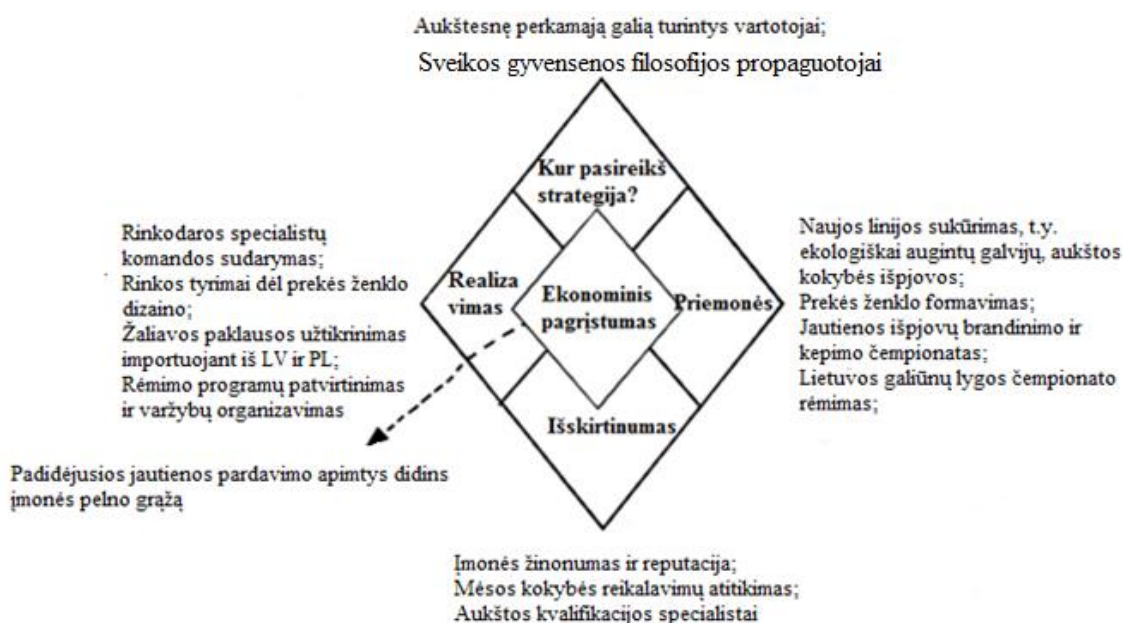 Aukštesnę perkamają galią turintys vartotojai;
Sveikos gyvensenos filosofijos propaguotojai
Kur pasireikš
strategija?
Rinkodaros specialistų
komandos sudarymas;
Rinkos tyrimai dėl prekės ženklo
dizaino;
Žaliavos paklausos užtikrinimas
importuojant iš LV ir PL;
Rėmimo programų patvirtinimas
ir varžybų organizavimas
Realiza
vimas
Ekonominis
pagrįstumas
Priemonės
Naujos linijos sukūrimas, t.y.
ekologiškai augintų galvijų, aukštos
kokybės išpjovos;
Prekės ženklo formavimas;
Jautienos išpjovų brandinimo ir
kepimo čempionatas;
Lietuvos galiūnų lygos čempionato
rėmimas;
Išskirtinumas
Padidėjusios jautienos pardavimo apimtys didins
įmonės pelno grąžą
Įmonės žinonumas ir reputacija;
Mėsos kokybės reikalavimų atitikimas;
Aukštos kvalifikacijos specialistai